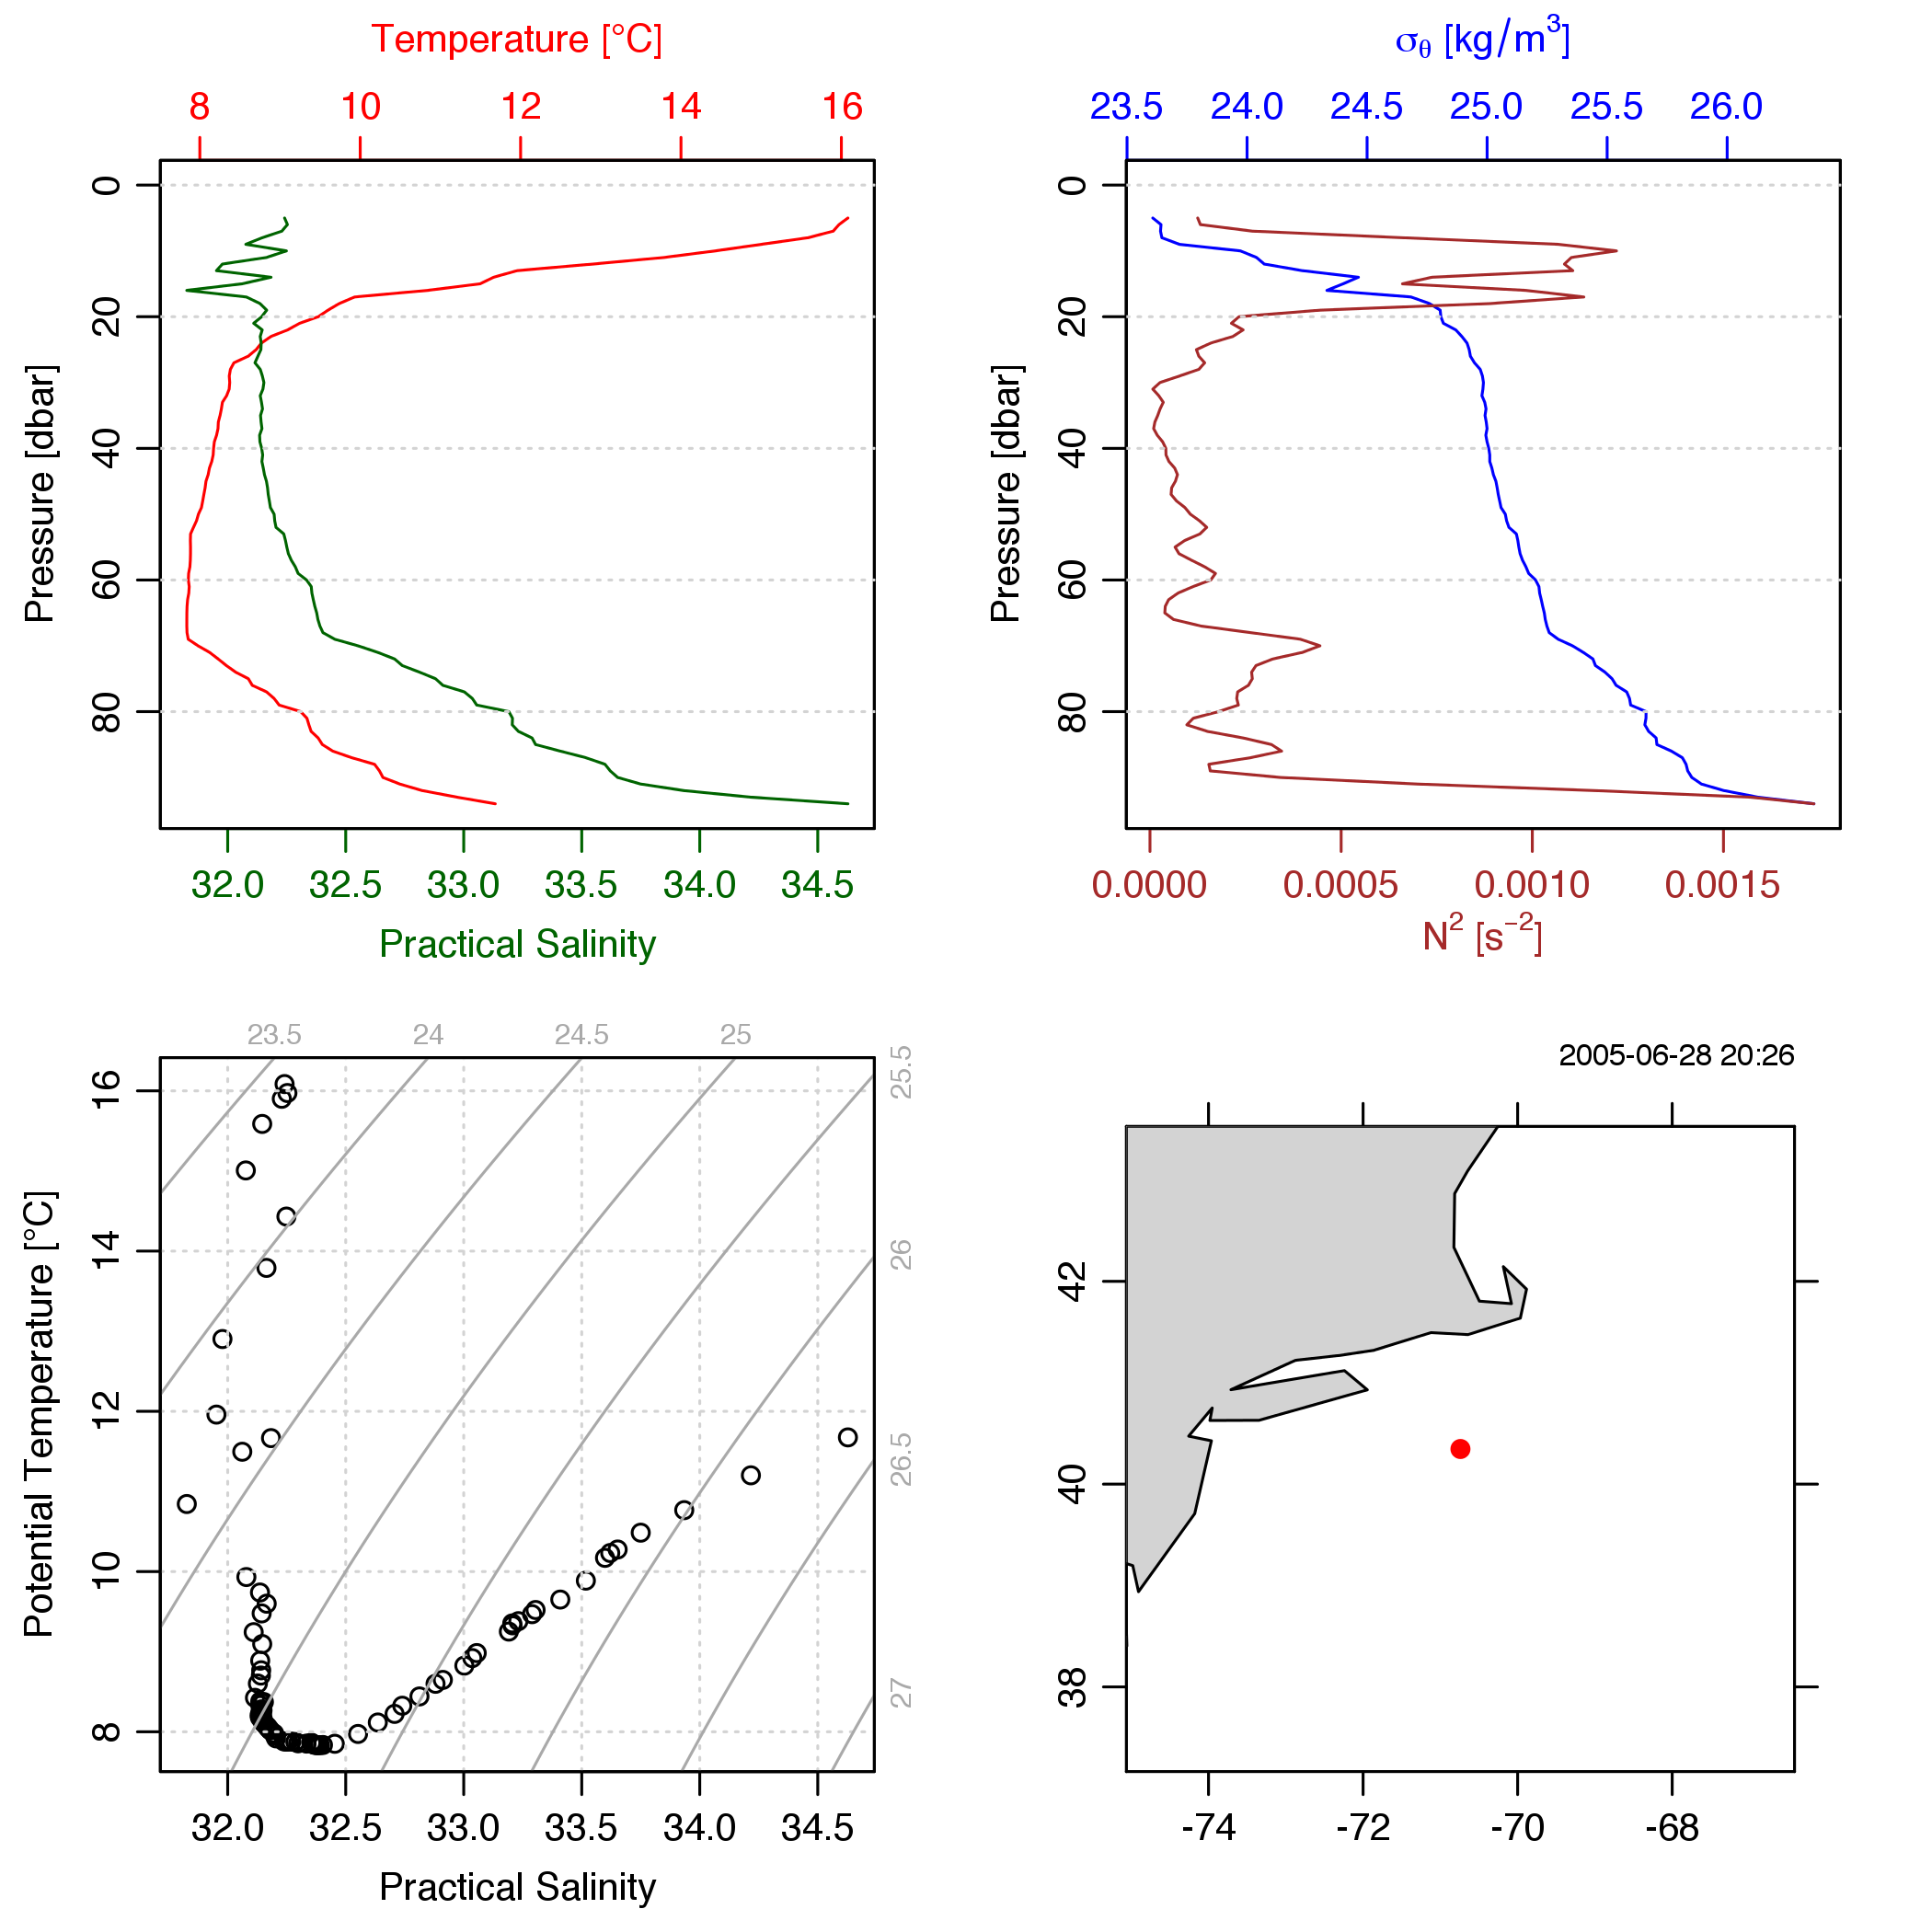 Temperature [°C]
8 10 12 14 16
Pressure [dbar]
0 20 40 60 80
32.0 32.5 33.0 33.5 34.0 34.5
Practical Salinity
σθ [kg/m³]
23.5 24.0 24.5 25.0 25.5 26.0
Pressure [dbar]
0 20 40 60 80
0.0000 0.0005 0.0010 0.0015
N² [s⁻²]
23.5 24 24.5 25
25.5 26 26.5 27
Potential Temperature [°C]
16 14 12 10 8
32.0 32.5 33.0 33.5 34.0 34.5
Practical Salinity
2005-06-28 20:26
42 40 38
-74 -72 -70 -68